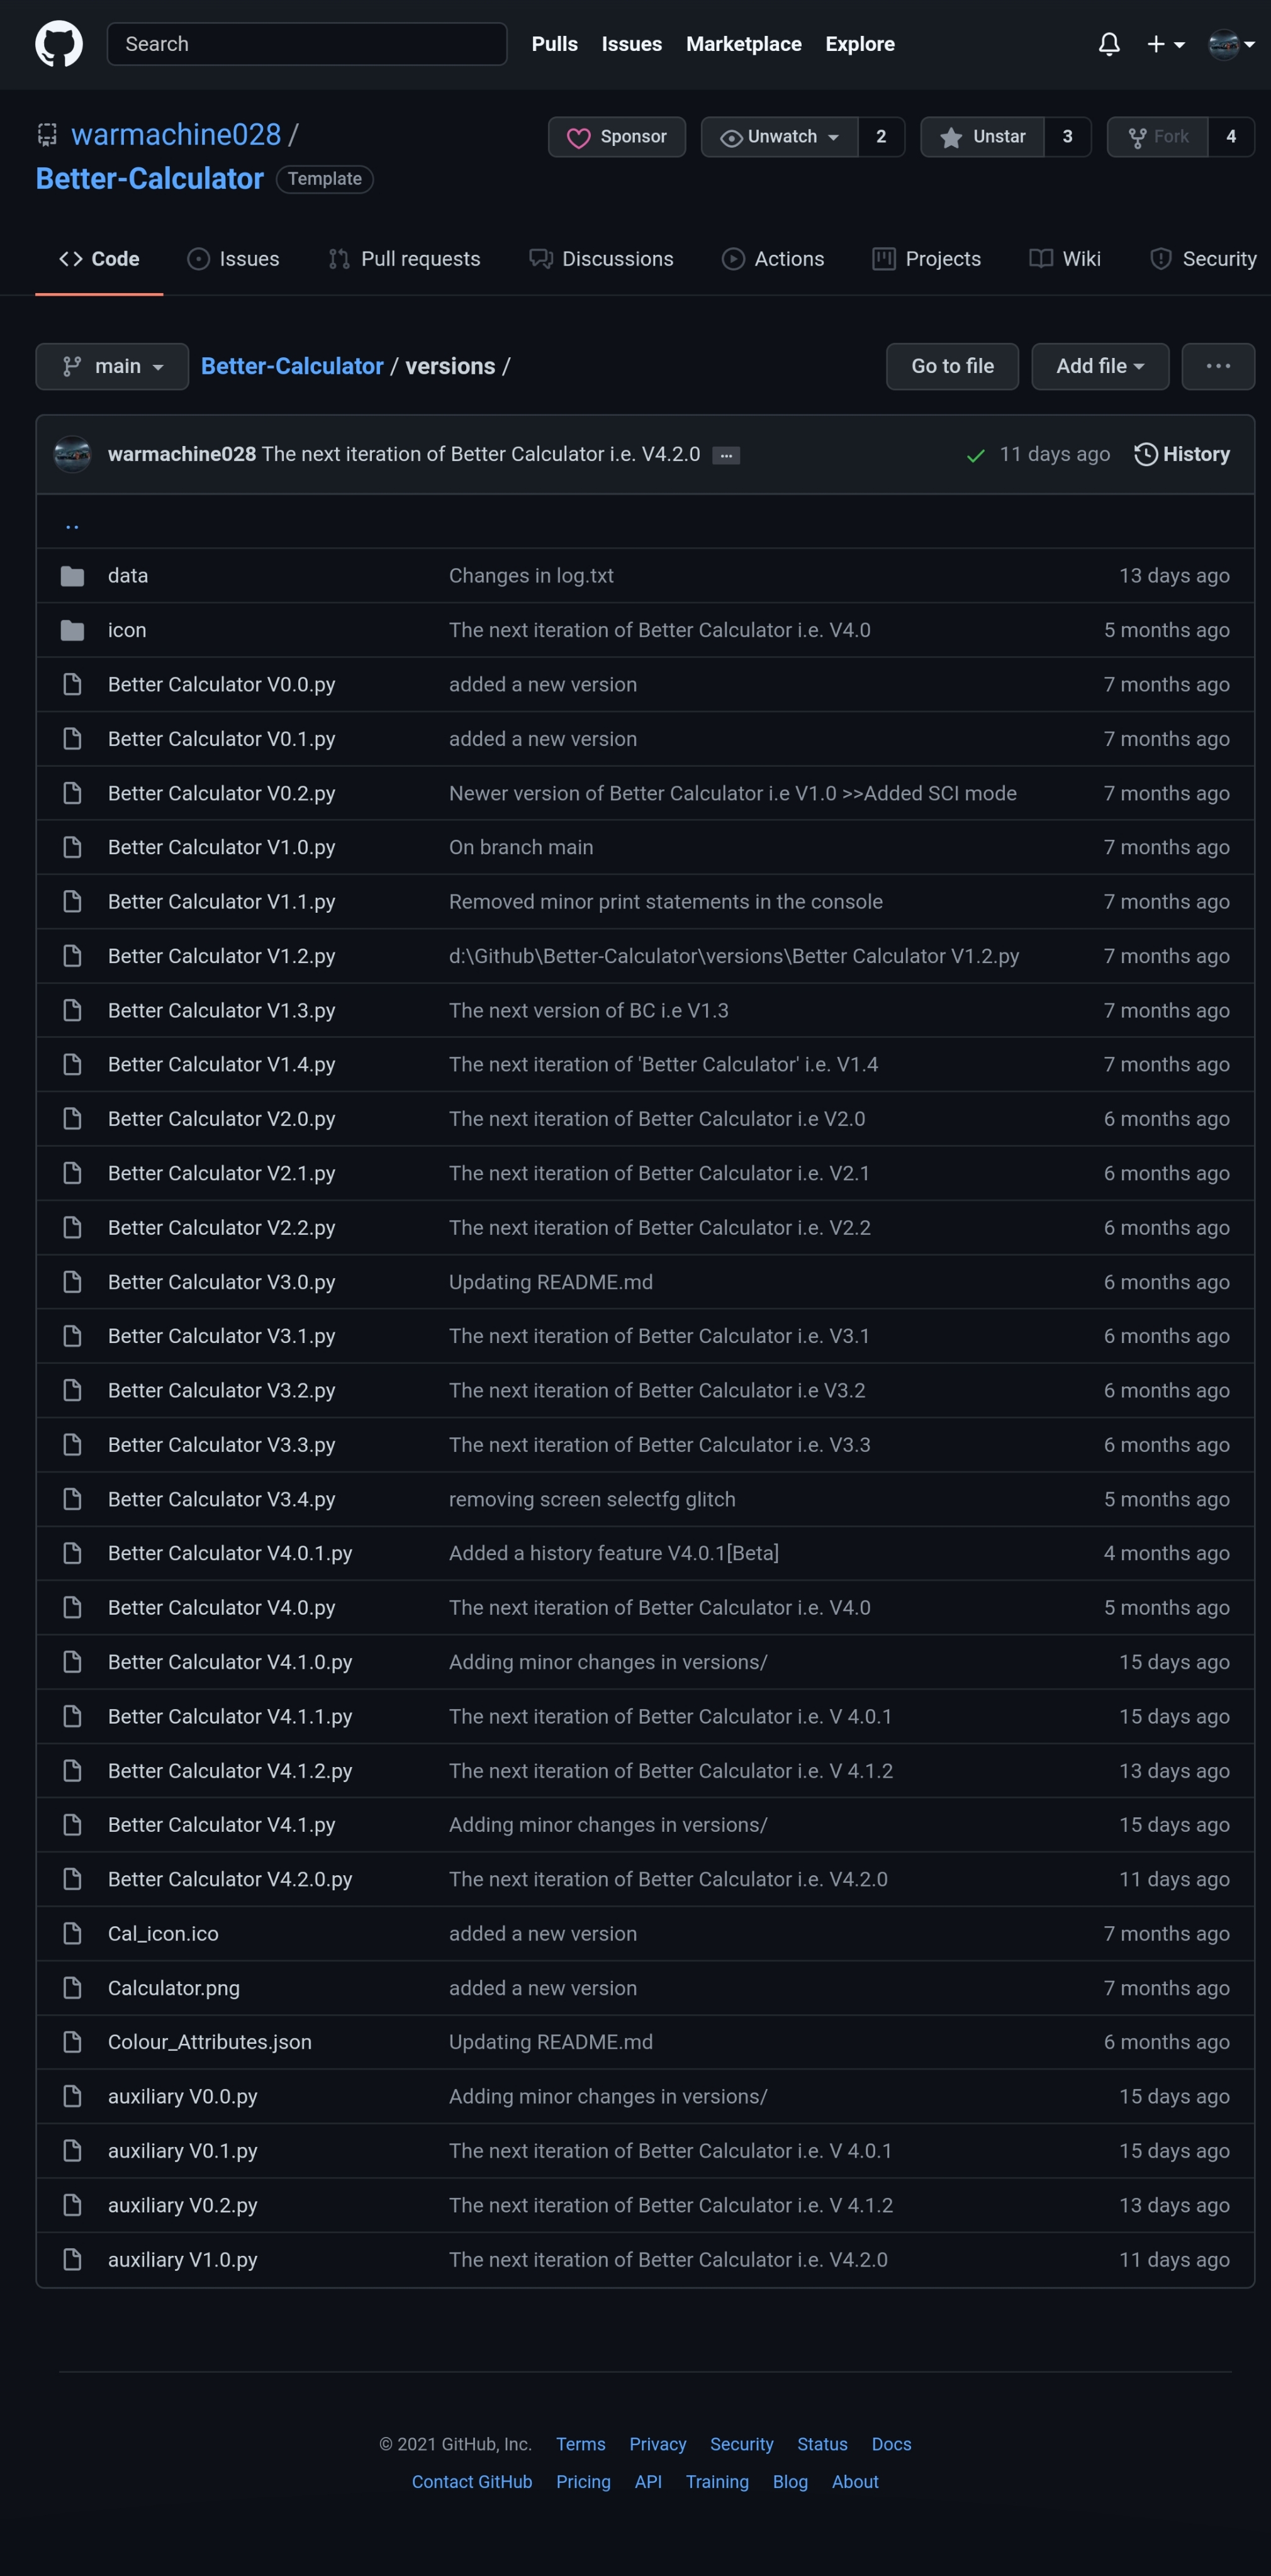 Search Pulls Issues Marketplace Explore
warmachine028 / Sponsor Unwatch 2 Unstar 3 Fork 4
Better-Calculator Template
Code Issues Pull requests Discussions Actions Projects Wiki Security
main Better-Calculator / versions / Go to file Add file ...
warmachine028 The next iteration of Better Calculator i.e. V4.2.0 ... 11 days ago History
..
data Changes in log.txt 13 days ago
icon The next iteration of Better Calculator i.e. V4.0 5 months ago
Better Calculator V0.0.py added a new version 7 months ago
Better Calculator V0.1.py added a new version 7 months ago
Better Calculator V0.2.py Newer version of Better Calculator i.e V1.0 >>Added SCI mode 7 months ago
Better Calculator V1.0.py On branch main 7 months ago
Better Calculator V1.1.py Removed minor print statements in the console 7 months ago
Better Calculator V1.2.py d:\Github\Better-Calculator\versions\Better Calculator V1.2.py 7 months ago
Better Calculator V1.3.py The next version of BC i.e V1.3 7 months ago
Better Calculator V1.4.py The next iteration of 'Better Calculator' i.e. V1.4 7 months ago
Better Calculator V2.0.py The next iteration of Better Calculator i.e V2.0 6 months ago
Better Calculator V2.1.py The next iteration of Better Calculator i.e. V2.1 6 months ago
Better Calculator V2.2.py The next iteration of Better Calculator i.e. V2.2 6 months ago
Better Calculator V3.0.py Updating README.md 6 months ago
Better Calculator V3.1.py The next iteration of Better Calculator i.e. V3.1 6 months ago
Better Calculator V3.2.py The next iteration of Better Calculator i.e V3.2 6 months ago
Better Calculator V3.3.py The next iteration of Better Calculator i.e. V3.3 6 months ago
Better Calculator V3.4.py removing screen selectfg glitch 5 months ago
Better Calculator V4.0.1.py Added a history feature V4.0.1[Beta] 4 months ago
Better Calculator V4.0.py The next iteration of Better Calculator i.e. V4.0 5 months ago
Better Calculator V4.1.0.py Adding minor changes in versions/ 15 days ago
Better Calculator V4.1.1.py The next iteration of Better Calculator i.e. V 4.0.1 15 days ago
Better Calculator V4.1.2.py The next iteration of Better Calculator i.e. V 4.1.2 13 days ago
Better Calculator V4.1.py Adding minor changes in versions/ 15 days ago
Better Calculator V4.2.0.py The next iteration of Better Calculator i.e. V4.2.0 11 days ago
Cal_icon.ico added a new version 7 months ago
Calculator.png added a new version 7 months ago
Colour_Attributes.json Updating README.md 6 months ago
auxiliary V0.0.py Adding minor changes in versions/ 15 days ago
auxiliary V0.1.py The next iteration of Better Calculator i.e. V 4.0.1 15 days ago
auxiliary V0.2.py The next iteration of Better Calculator i.e. V 4.1.2 13 days ago
auxiliary V1.0.py The next iteration of Better Calculator i.e. V4.2.0 11 days ago
© 2021 GitHub, Inc. Terms Privacy Security Status Docs
Contact GitHub Pricing API Training Blog About